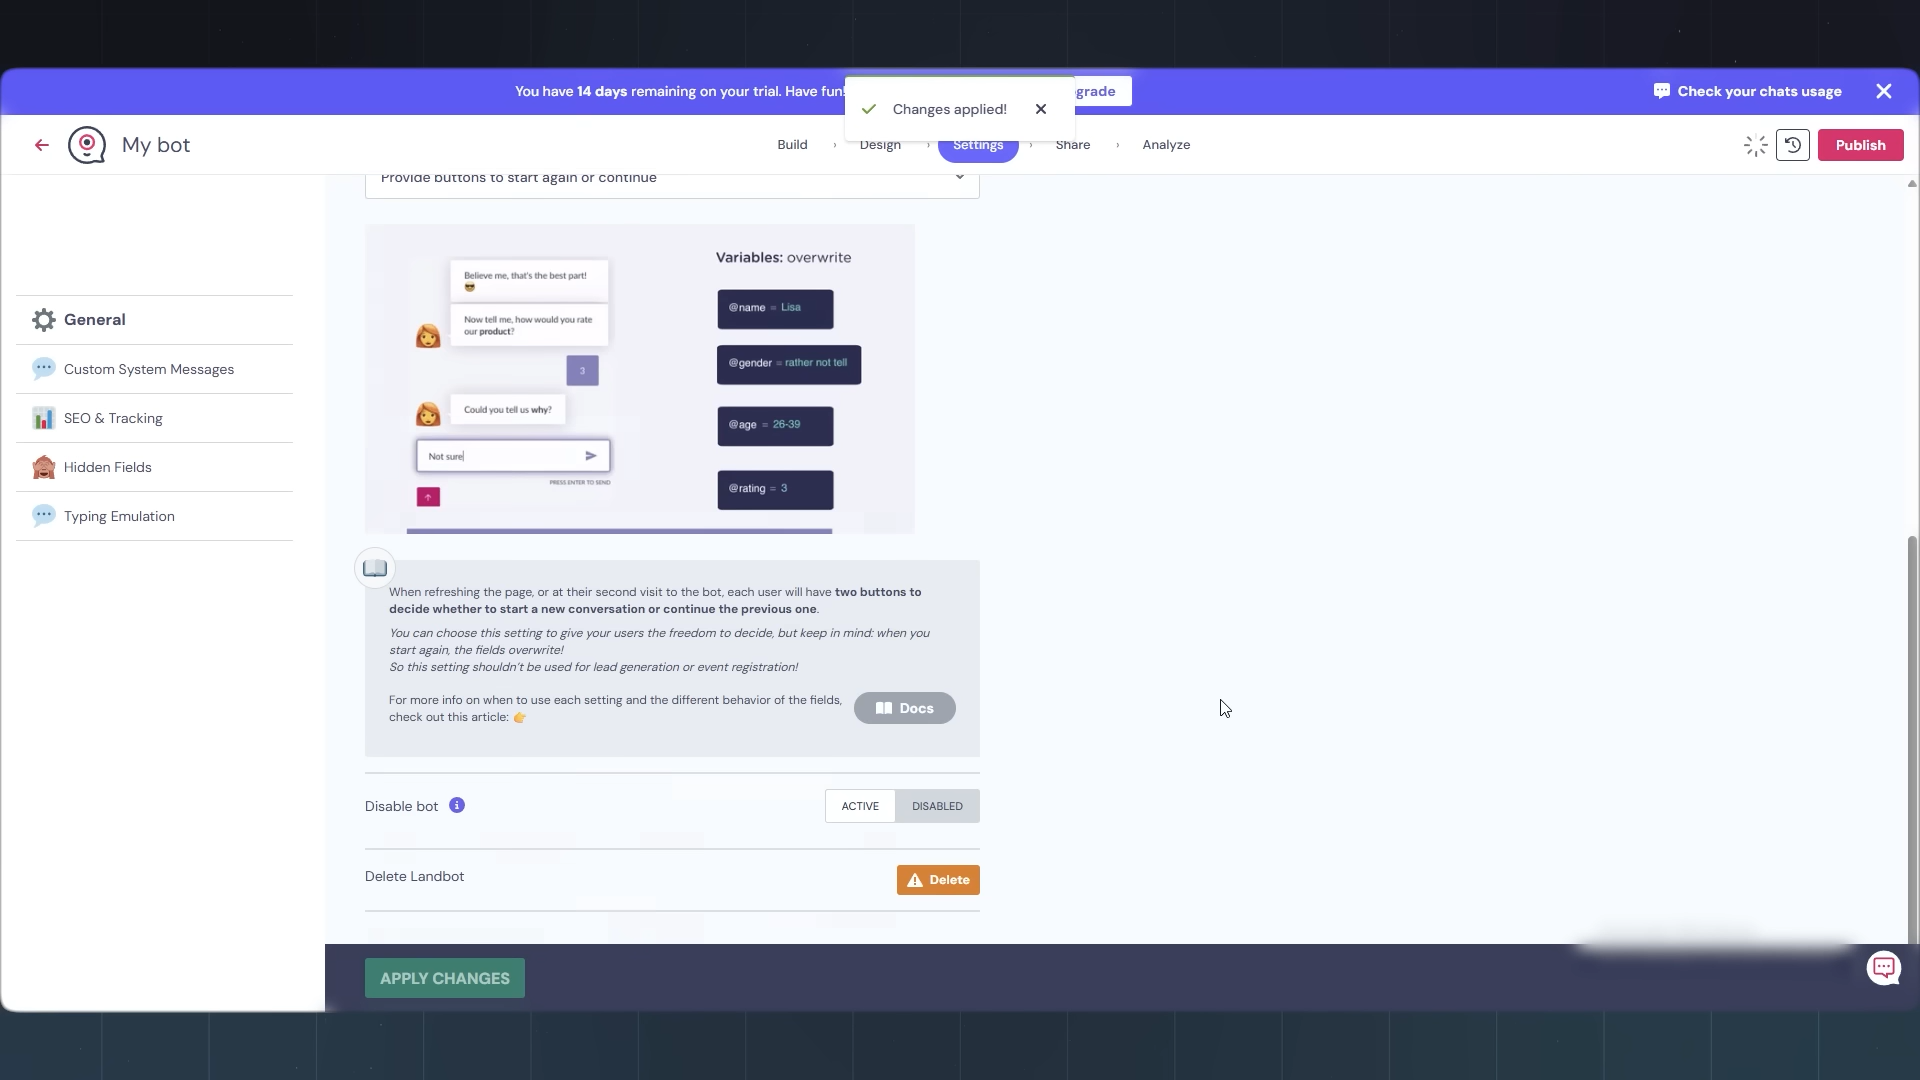 You have 14 days remaining on your trial. Have fun!
grade
Changes applied!
Check your chats usage
My bot
Build
Design
Settings
Share
Analyze
Publish
Provide buttons to start again or continue
General
Custom System Messages
SEO & Tracking
Hidden Fields
Typing Emulation
Believe me, that's the best part!
Now tell me, how would you rate
our product?
3
Could you tell us why?
Not sure
PRESS ENTER TO SEND
Variables: overwrite
@name = Lisa
@gender = rather not tell
@age = 26-39
@rating = 3
When refreshing the page, or at their second visit to the bot, each user will have two buttons to
decide whether to start a new conversation or continue the previous one.
You can choose this setting to give your users the freedom to decide, but keep in mind: when you
start again, the fields overwrite!
So this setting shouldn't be used for lead generation or event registration!
For more info on when to use each setting and the different behavior of the fields,
check out this article:
Docs
Disable bot
ACTIVE
DISABLED
Delete Landbot
Delete
APPLY CHANGES